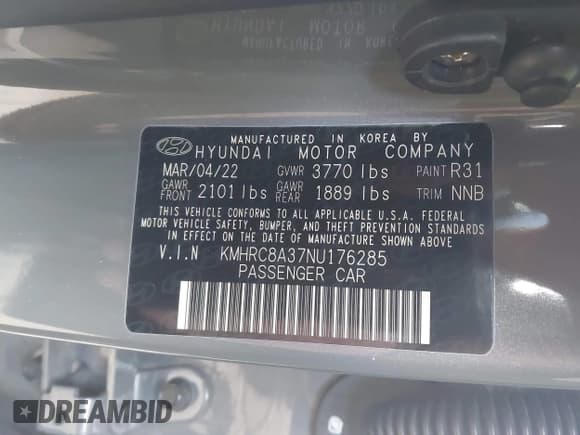 MANUFACTURED IN KOREA BY
HYUNDAI MOTOR COMPANY
MAR/04/22 GVWR 3770 lbs PAINT R31
GAWR FRONT 2101 lbs GAWR REAR 1889 lbs TRIM NNB
THIS VEHICLE CONFORMS TO ALL APPLICABLE U.S.A. FEDERAL
MOTOR VEHICLE SAFETY, BUMPER, AND THEFT PREVENTION STANDARDS
IN EFFECT ON THE DATE OF MANUFACTURE SHOWN ABOVE.
V.I.N KMHRC8A37NU176285
PASSENGER CAR
DREAMBID